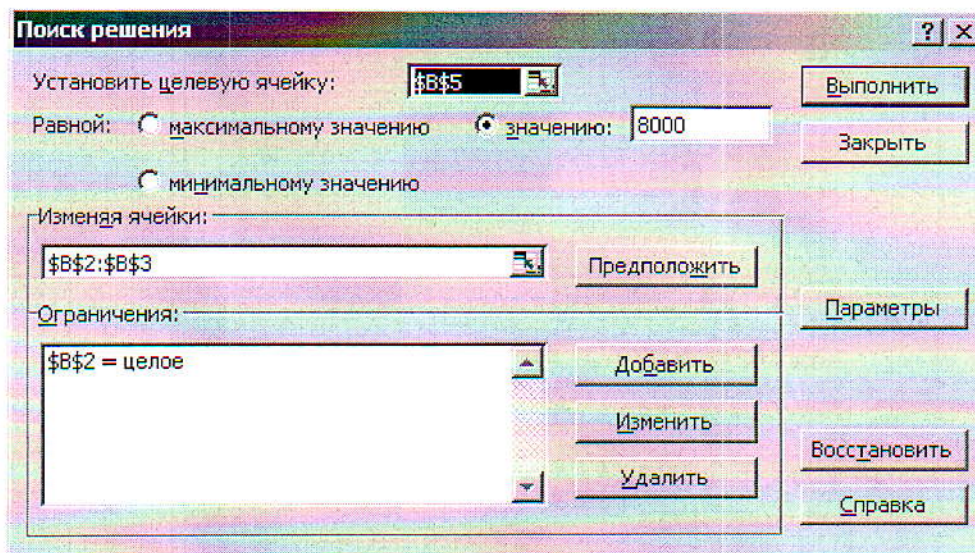 Поиск решения
Установить целевую ячейку: $B$5
Выполнить
Равной: максимальному значению значению: 8000
Закрыть
минимальному значению
Изменяя ячейки:
$B$2:$B$3
Предположить
Параметры
Ограничения:
$B$2 = целое
Добавить
Изменить
Удалить
Восстановить
Справка